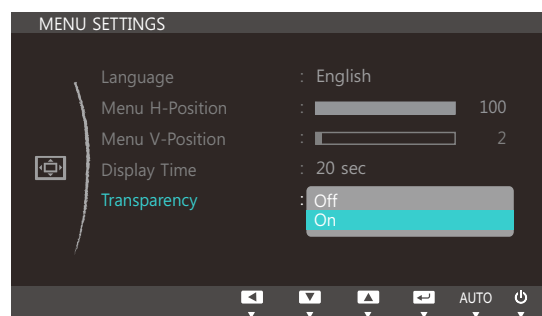 MENU SETTINGS
Language : English
Menu H-Position : 100
Menu V-Position : 2
Display Time : 20 sec
Transparency : Off
On
AUTO